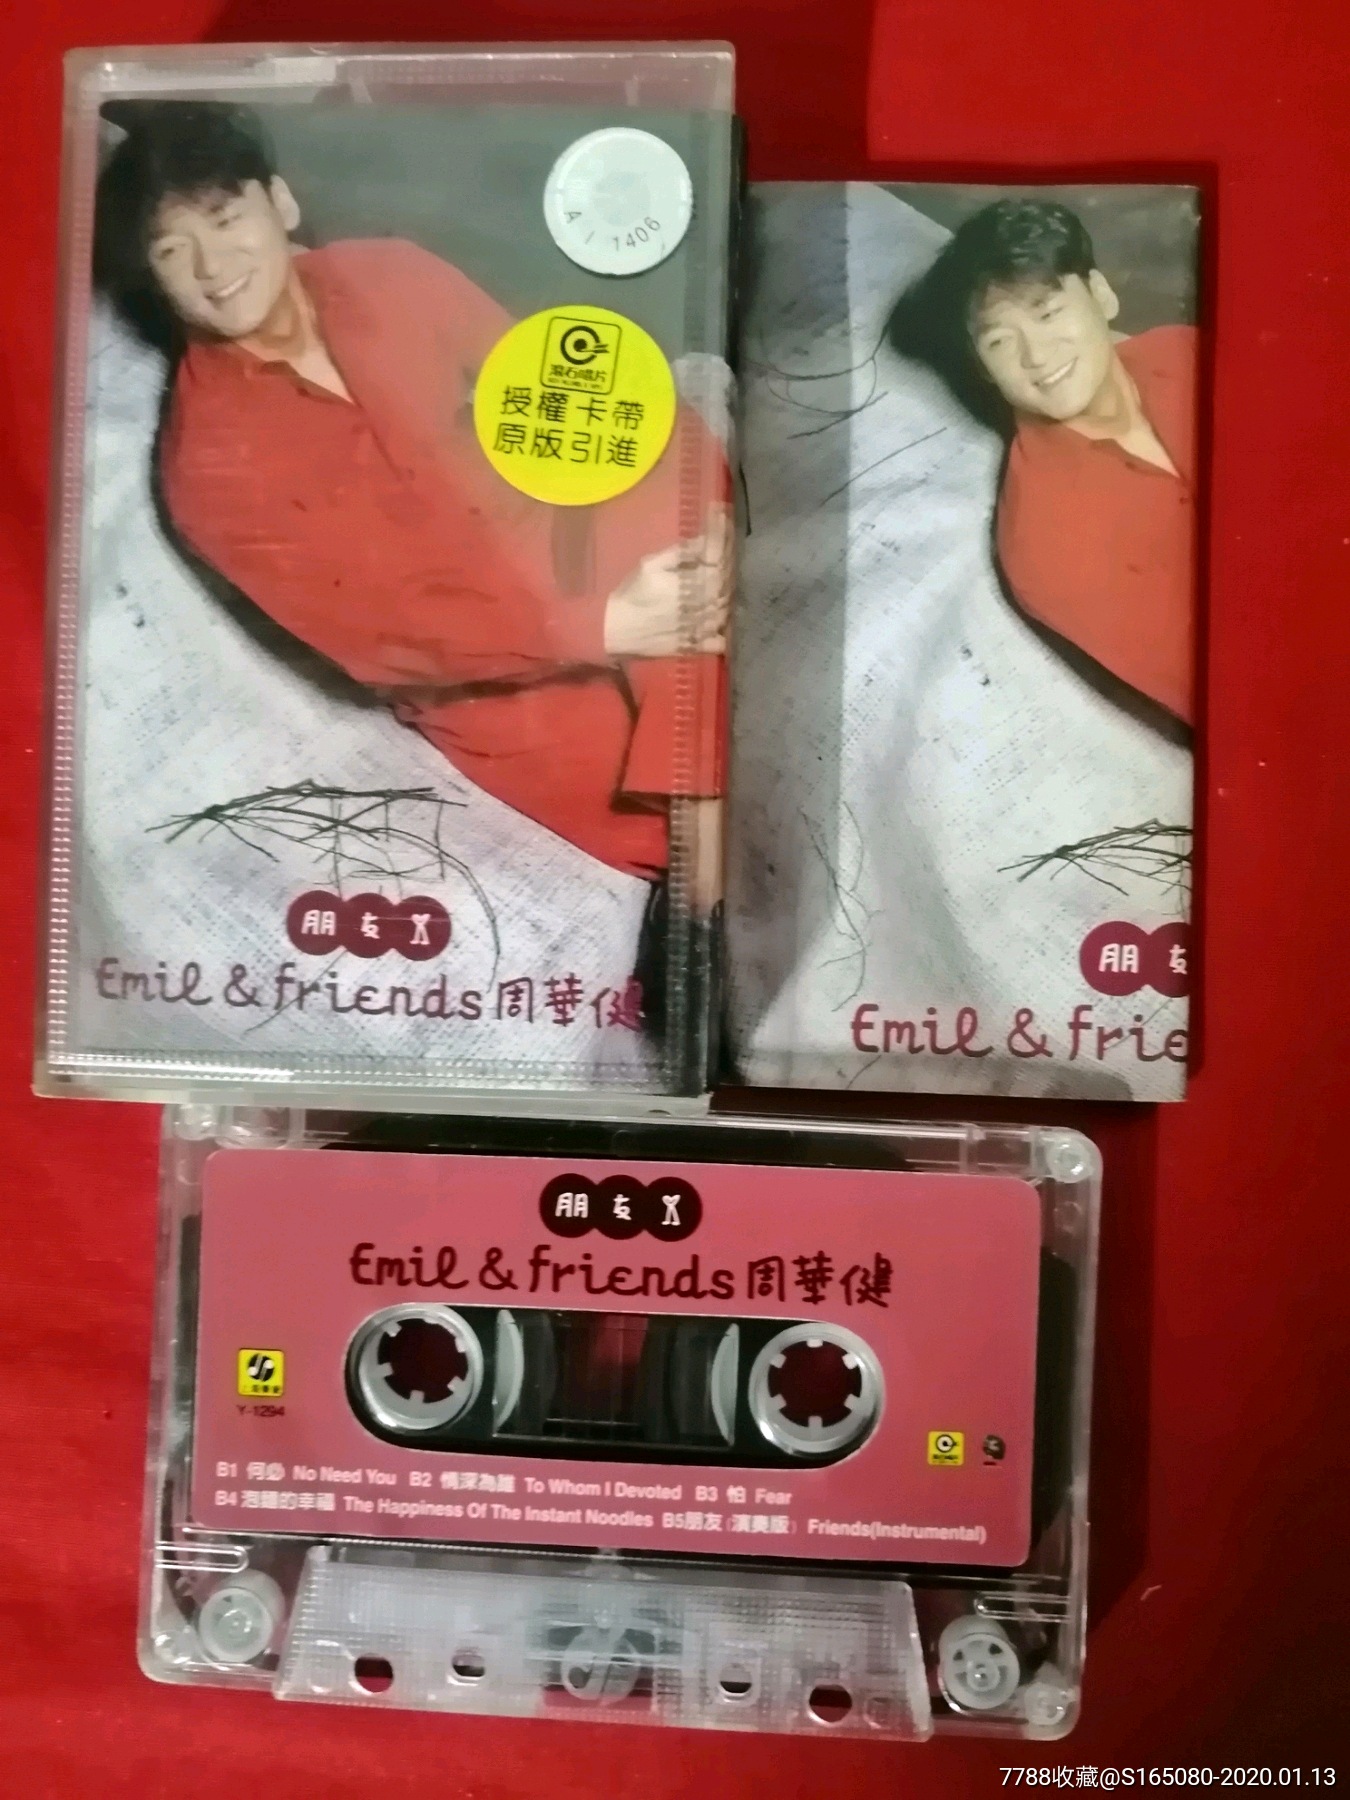 A I 1406
滾石唱片
授權卡帶
原版引進
朋友
Emil & friends 周華健
朋友
Emil & frie
朋友
Emil & friends 周華健
Y-1294
B1 何必 No Need You B2 情深為誰 To Whom I Devoted B3 怕 Fear
B4 泡麵的幸福 The Happiness Of The Instant Noodles B5朋友(演奏版) Friends(Instrumental)
7788收藏@S165080-2020.01.13